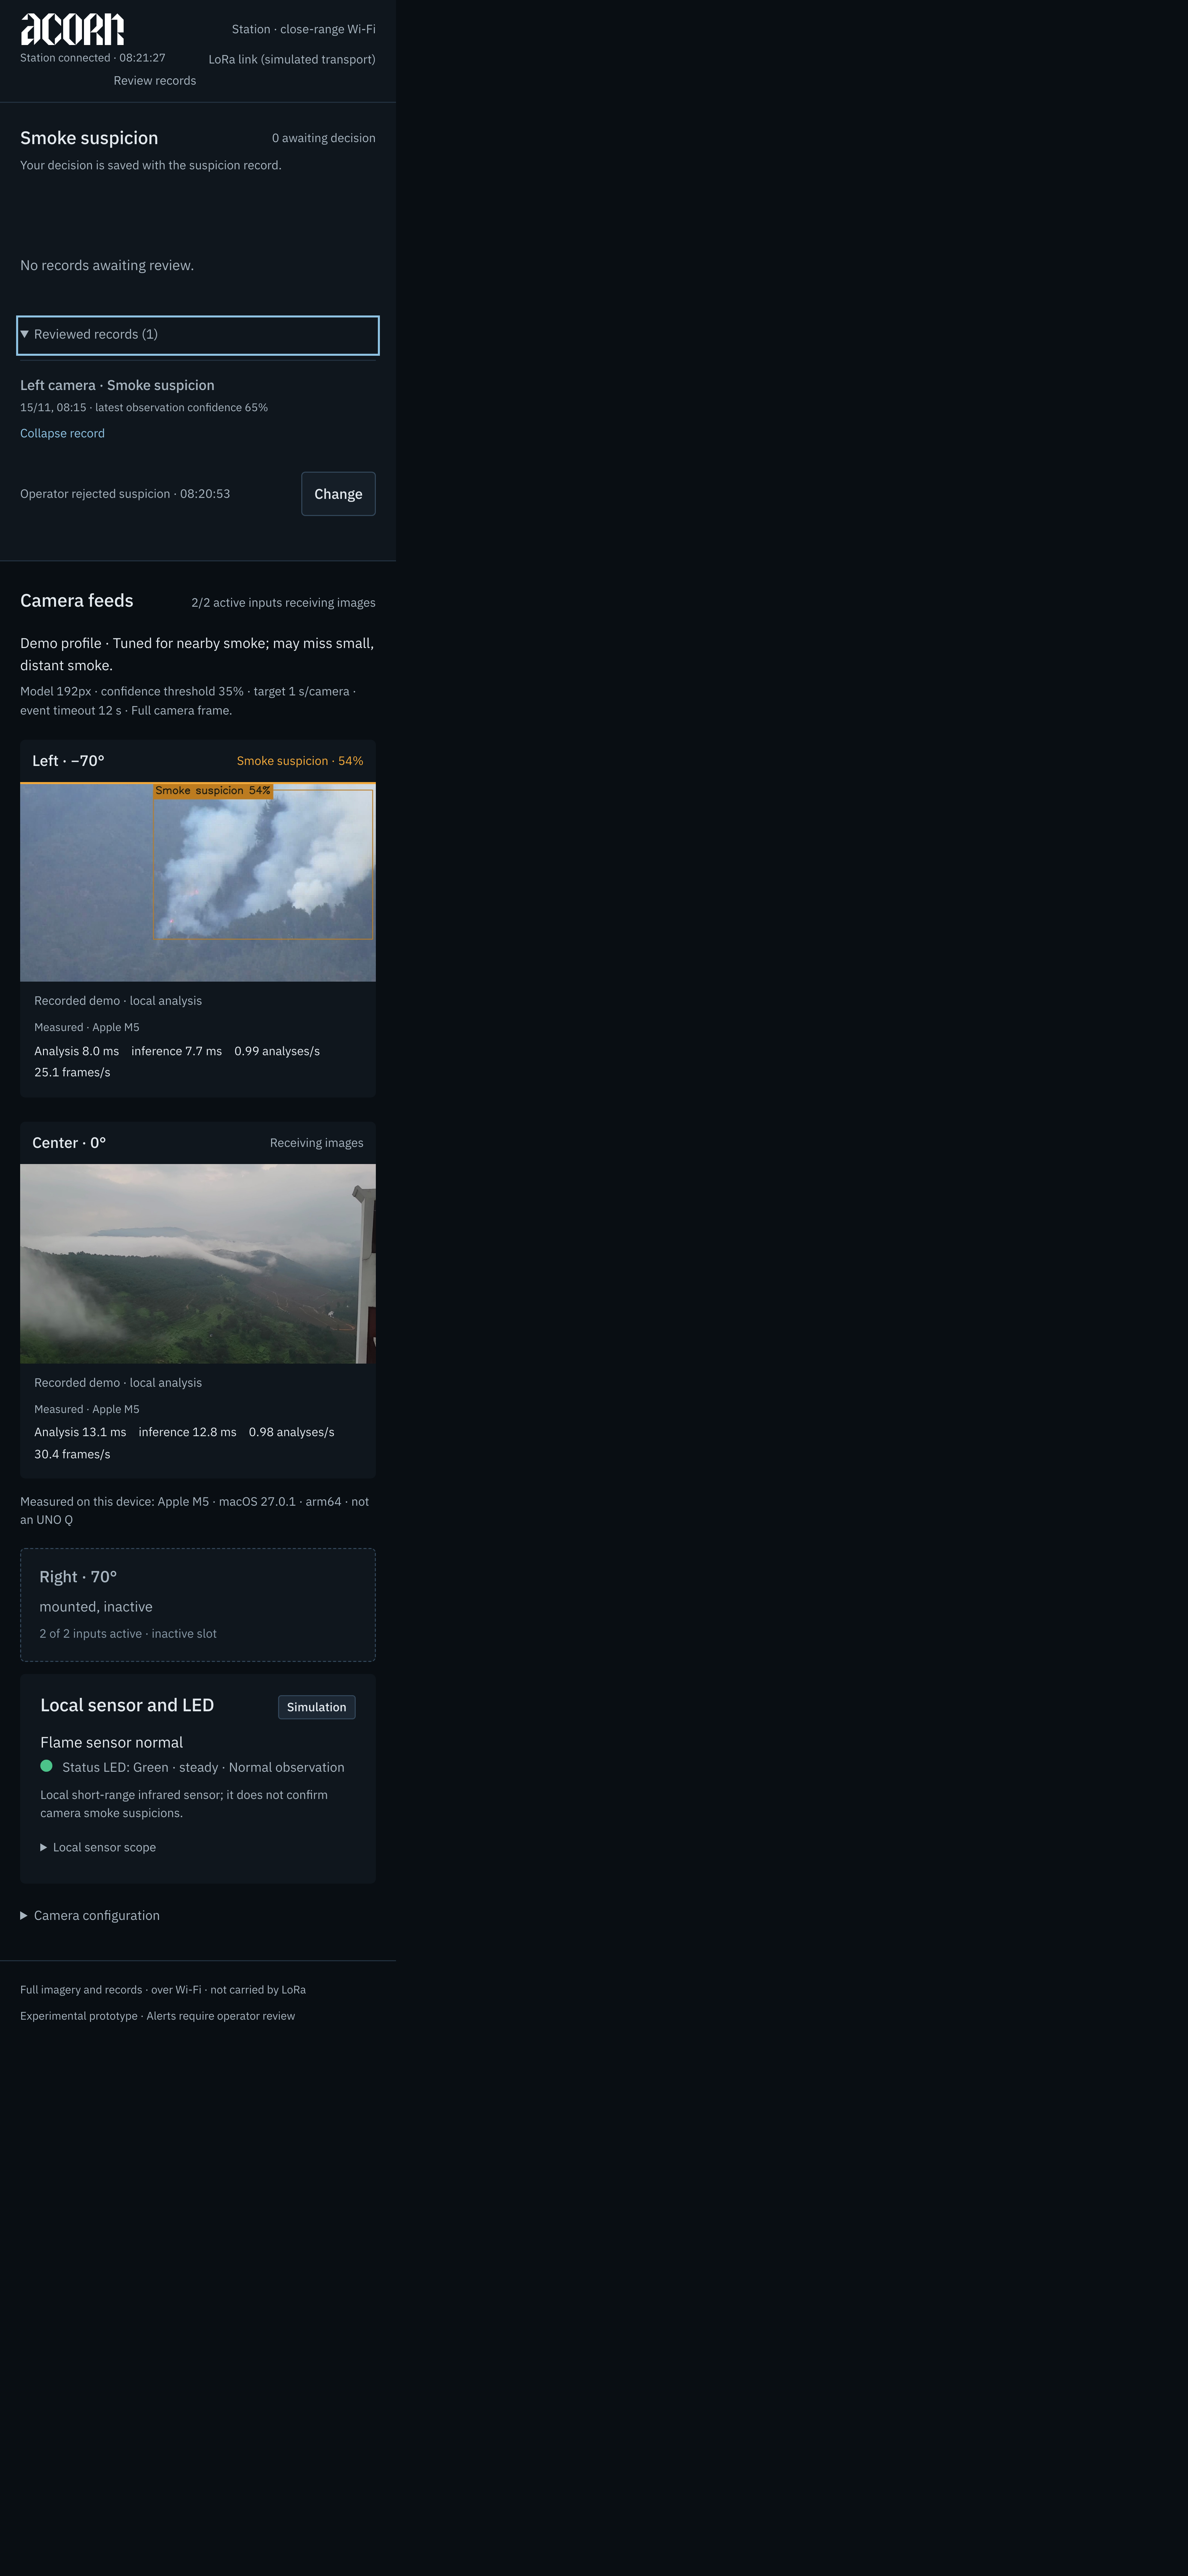 ACORN
Station · close-range Wi-Fi
Station connected · 08:21:27
LoRa link (simulated transport)
Review records
Smoke suspicion
0 awaiting decision
Your decision is saved with the suspicion record.
No records awaiting review.
Reviewed records (1)
Left camera · Smoke suspicion
15/11, 08:15 · latest observation confidence 65%
Collapse record
Operator rejected suspicion · 08:20:53
Change
Camera feeds
2/2 active inputs receiving images
Demo profile · Tuned for nearby smoke; may miss small,
distant smoke.
Model 192px · confidence threshold 35% · target 1 s/camera ·
event timeout 12 s · Full camera frame.
Left · −70°
Smoke suspicion · 54%
Smoke suspicion 54%
Recorded demo · local analysis
Measured · Apple M5
Analysis 8.0 ms inference 7.7 ms 0.99 analyses/s
25.1 frames/s
Center · 0°
Receiving images
Recorded demo · local analysis
Measured · Apple M5
Analysis 13.1 ms inference 12.8 ms 0.98 analyses/s
30.4 frames/s
Measured on this device: Apple M5 · macOS 27.0.1 · arm64 · not
an UNO Q
Right · 70°
mounted, inactive
2 of 2 inputs active · inactive slot
Local sensor and LED
Simulation
Flame sensor normal
Status LED: Green · steady · Normal observation
Local short-range infrared sensor; it does not confirm
camera smoke suspicions.
Local sensor scope
Camera configuration
Full imagery and records · over Wi-Fi · not carried by LoRa
Experimental prototype · Alerts require operator review